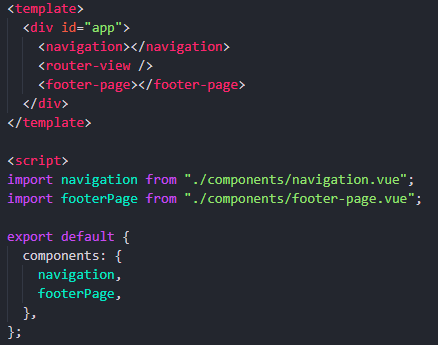 <template>
  <div id="app">
    <navigation></navigation>
    <router-view />
    <footer-page></footer-page>
  </div>
</template>

<script>
import navigation from "./components/navigation.vue";
import footerPage from "./components/footer-page.vue";

export default {
  components: {
    navigation,
    footerPage,
  },
};